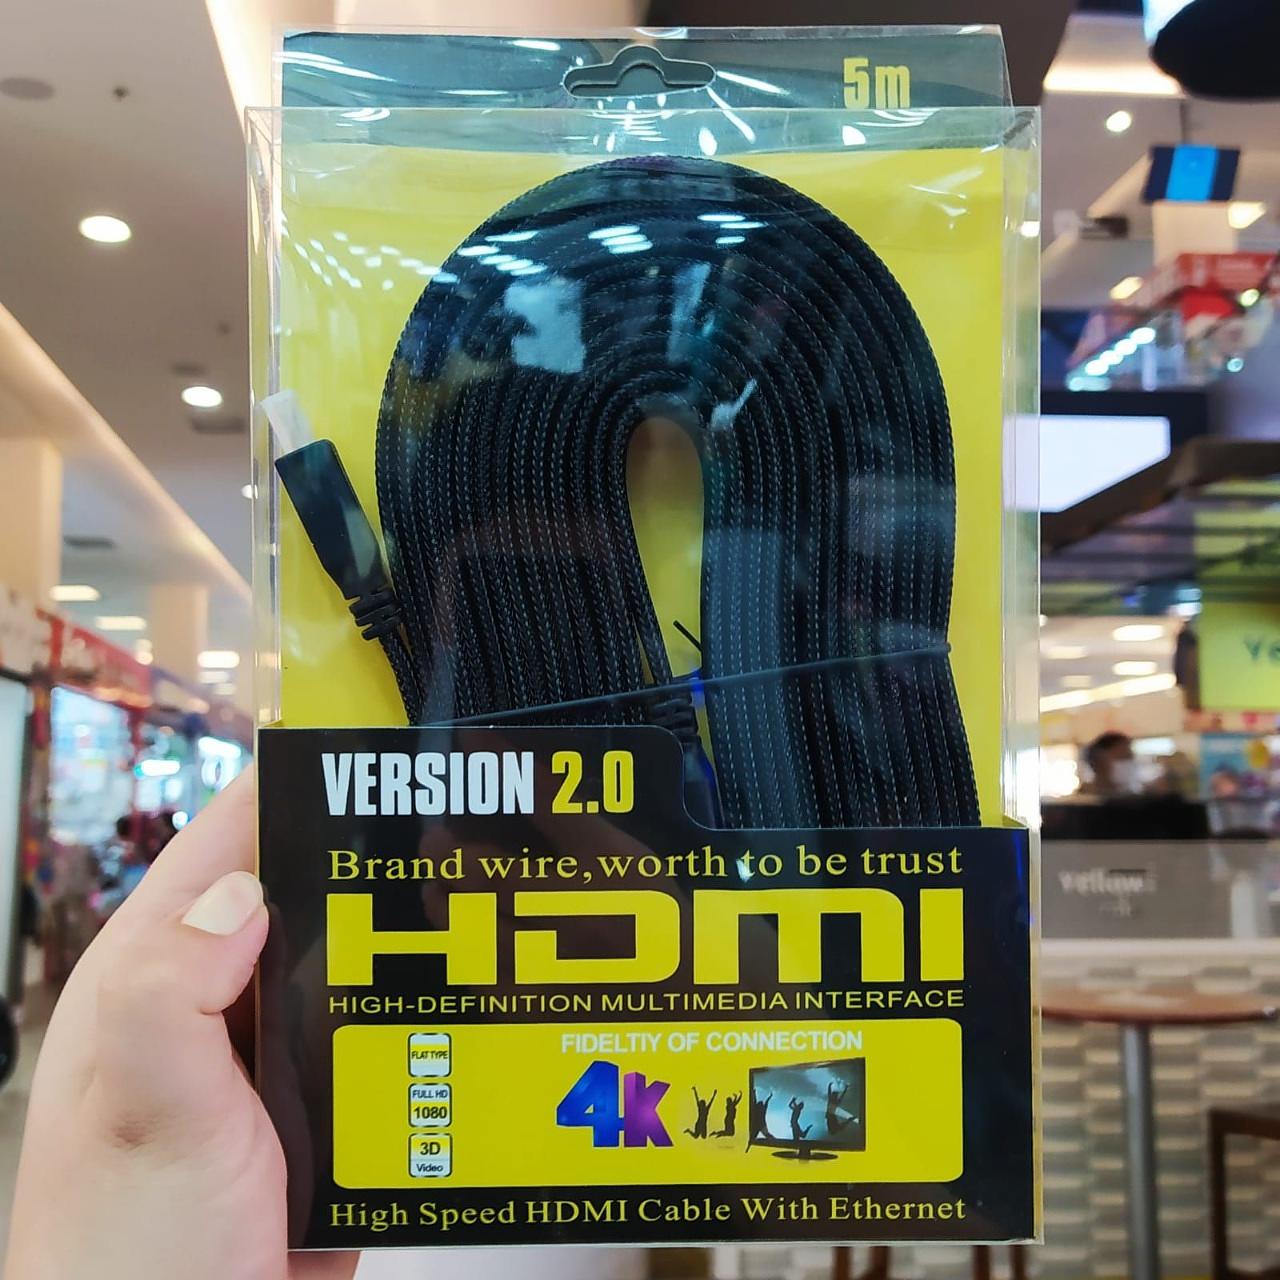 5m
VERSION 2.0
Brand wire,worth to be trust
HDMI
HIGH-DEFINITION MULTIMEDIA INTERFACE
FIDELTIY OF CONNECTION
FLAT TYPE
FULL HD
1080
3D
Video
4K
High Speed HDMI Cable With Ethernet
Yellow